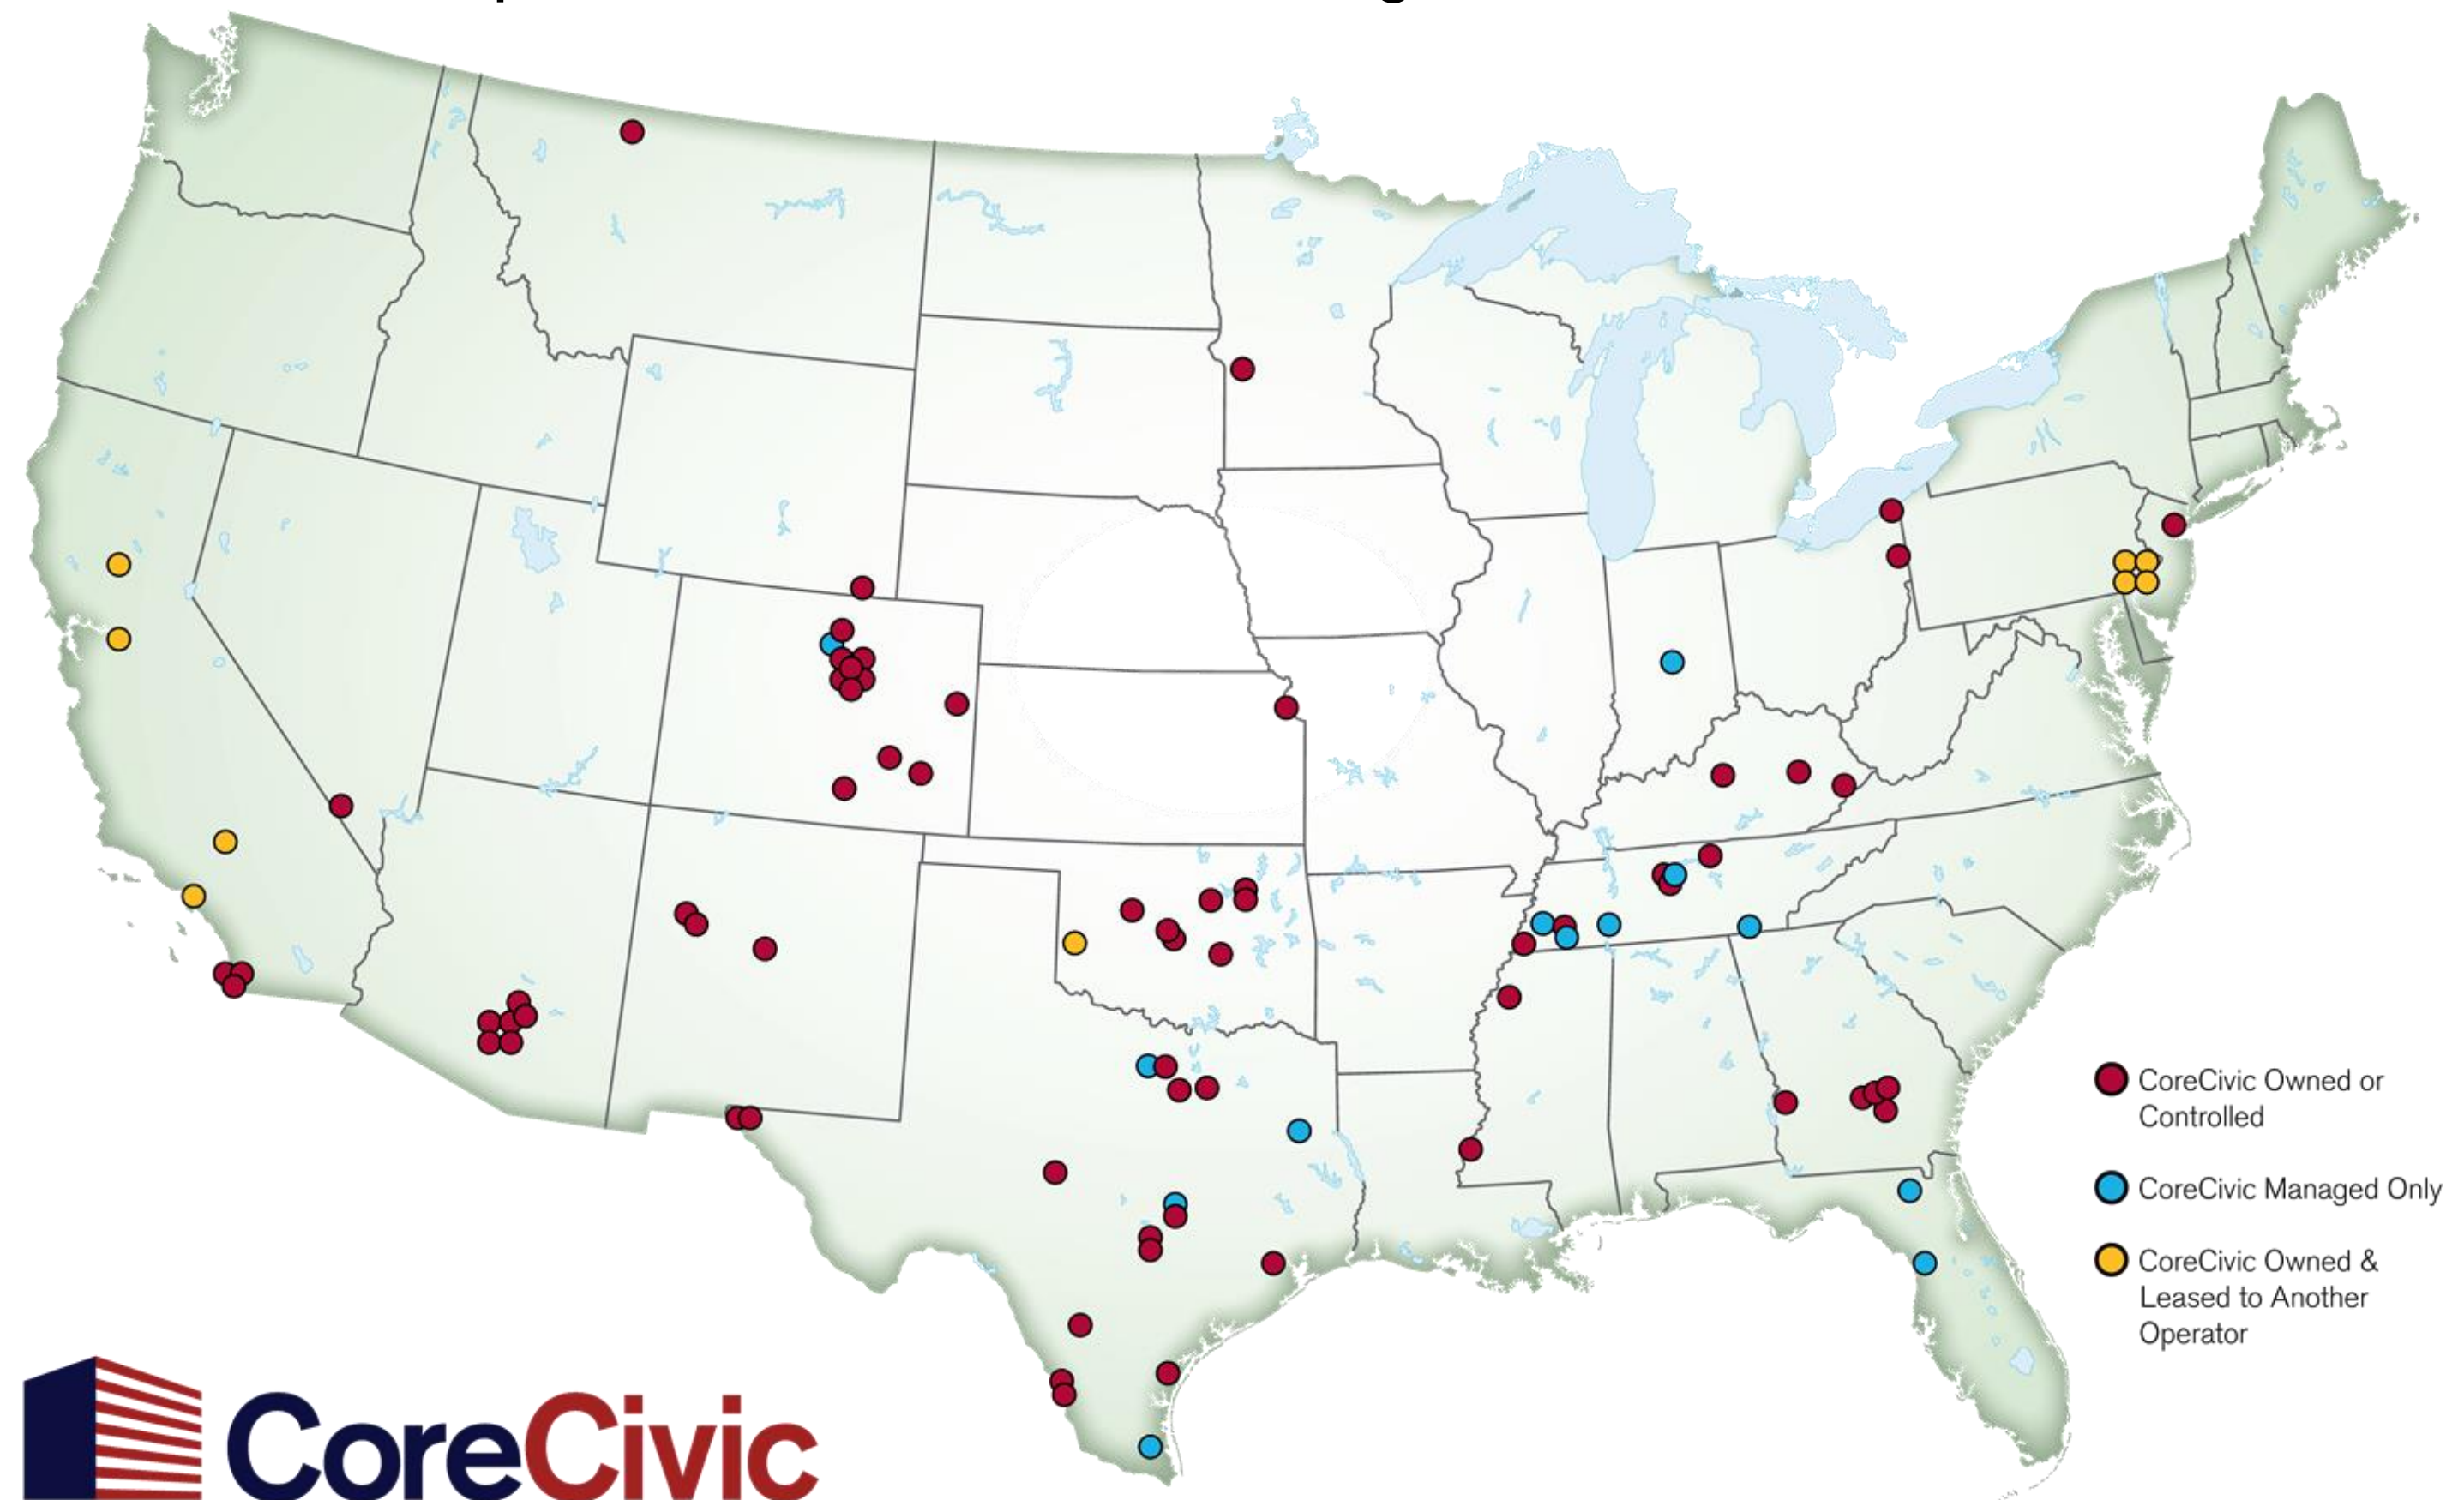 CoreCivic Owned or
Controlled
CoreCivic Managed Only
CoreCivic Owned &
Leased to Another
Operator
CoreCivic